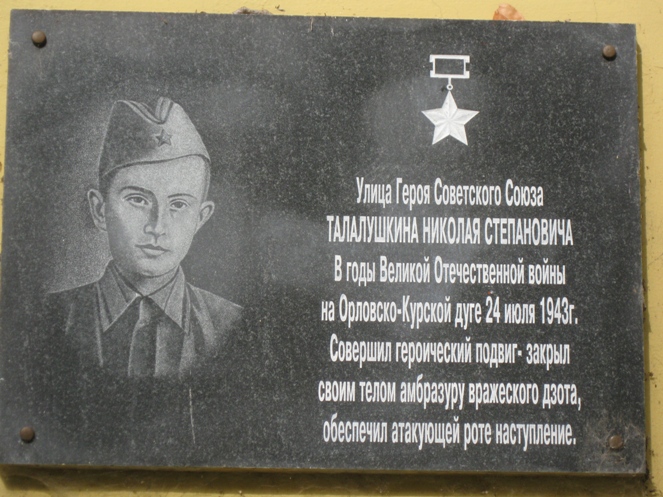 Улица Героя Советского Союза
ТАЛАЛУШКИНА НИКОЛАЯ СТЕПАНОВИЧА
В годы Великой Отечественной войны
на Орловско-Курской дуге 24 июля 1943г.
Совершил героический подвиг- закрыл
своим телом амбразуру вражеского дзота,
обеспечил атакующей роте наступление.